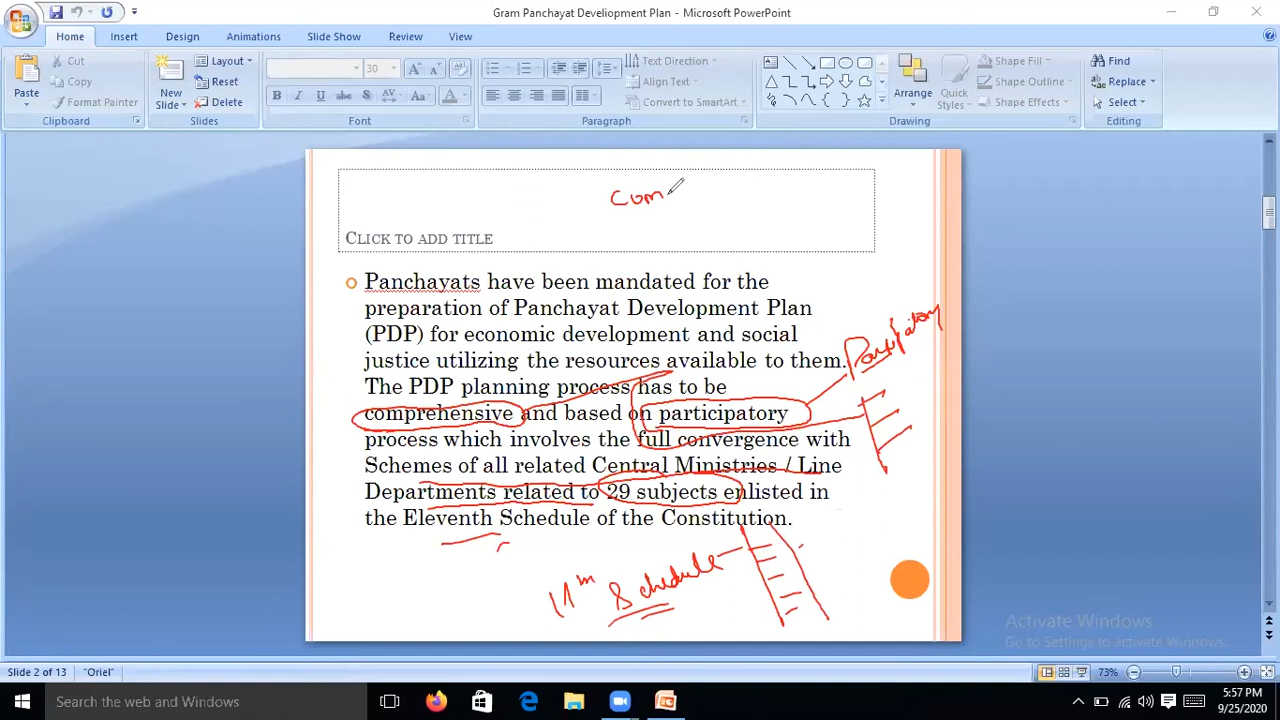 Gram Panchayat Develiopment Plan - Microsoft PowerPoint
Home Insert Design Animations Slide Show Review View
Paste Cut Copy Format Painter
Clipboard
New Slide Layout Reset Delete
Slides
30
B I U abc S AV Aa A
Font
Text Direction Align Text Convert to SmartArt
Paragraph
Arrange Quick Styles Shape Fill Shape Outline Shape Effects
Drawing
Find Replace Select
Editing
Com
CLICK TO ADD TITLE
Panchayats have been mandated for the
preparation of Panchayat Development Plan
(PDP) for economic development and social
justice utilizing the resources available to them.
The PDP planning process has to be
comprehensive and based on participatory
process which involves the full convergence with
Schemes of all related Central Ministries / Line
Departments related to 29 subjects enlisted in
the Eleventh Schedule of the Constitution.
Participatory
11th Schedule
Activate Windows
Go to Settings to activate Windows.
Slide 2 of 13 "Oriel" 73%
Search the web and Windows
5:57 PM
9/25/2020